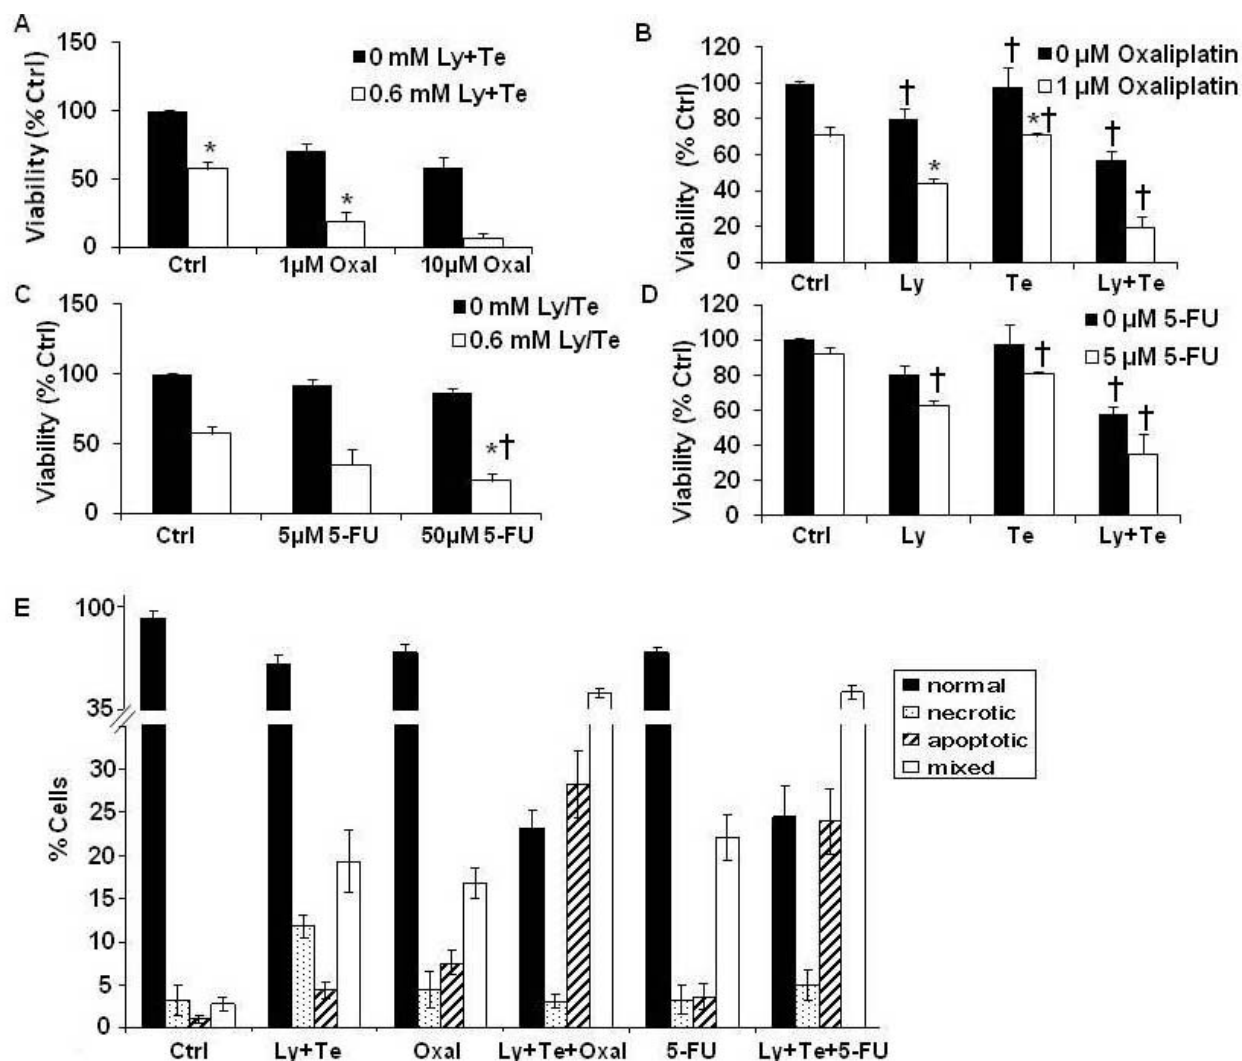 A
150
100
50
0
Viability (% Ctrl)
0 mM Ly+Te
0.6 mM Ly+Te
*
*
Ctrl
1µM Oxal
10µM Oxal
B
120
100
80
60
40
20
0
Viability (% Ctrl)
0 µM Oxaliplatin
1 µM Oxaliplatin
†
*
†
*†
†
†
Ctrl
Ly
Te
Ly+Te
C
150
100
50
0
Viability (% Ctrl)
0 mM Ly/Te
0.6 mM Ly/Te
*†
Ctrl
5µM 5-FU
50µM 5-FU
D
120
100
80
60
40
20
0
Viability (% Ctrl)
0 µM 5-FU
5 µM 5-FU
†
†
†
†
Ctrl
Ly
Te
Ly+Te
E
100
35
30
25
20
15
10
5
0
% Cells
normal
necrotic
apoptotic
mixed
Ctrl
Ly+Te
Oxal
Ly+Te+Oxal
5-FU
Ly+Te+5-FU